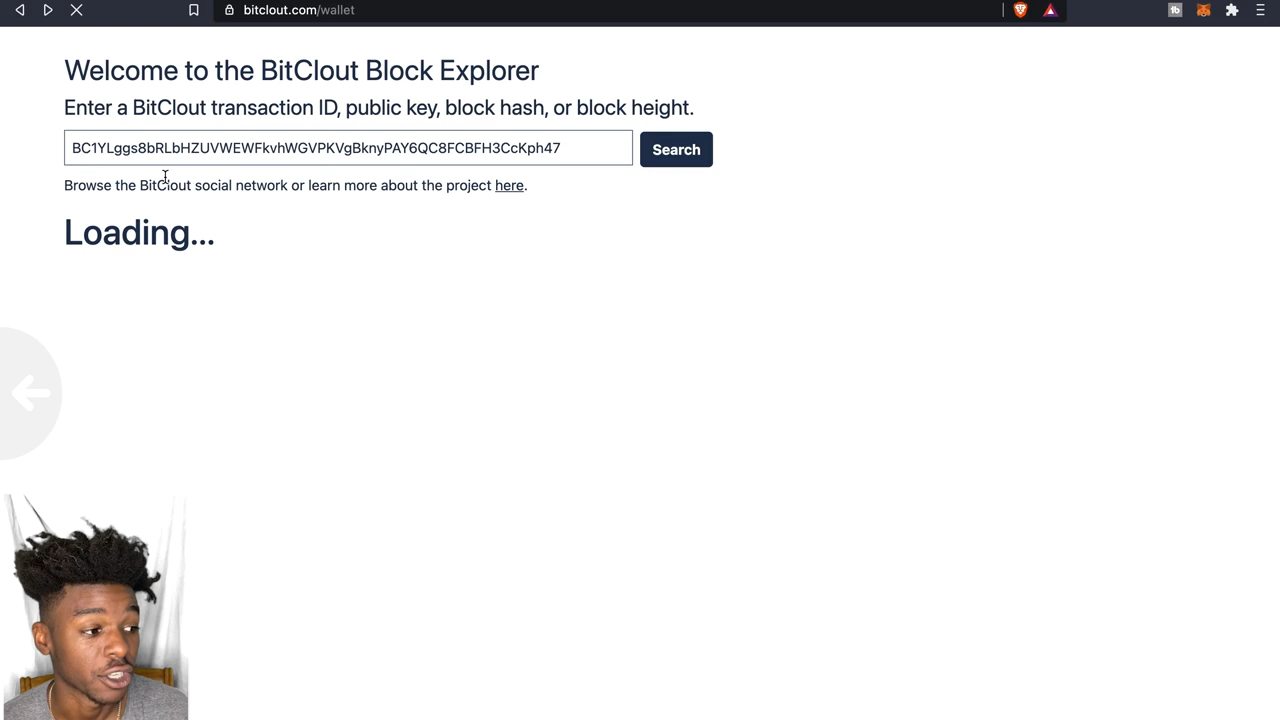 bitclout.com/wallet
Welcome to the BitClout Block Explorer
Enter a BitClout transaction ID, public key, block hash, or block height.
BC1YLggs8bRLbHZUVWEWFkvhWGVPKVgBknyPAY6QC8FCBFH3CcKph47
Search
Browse the BitClout social network or learn more about the project here.
Loading...